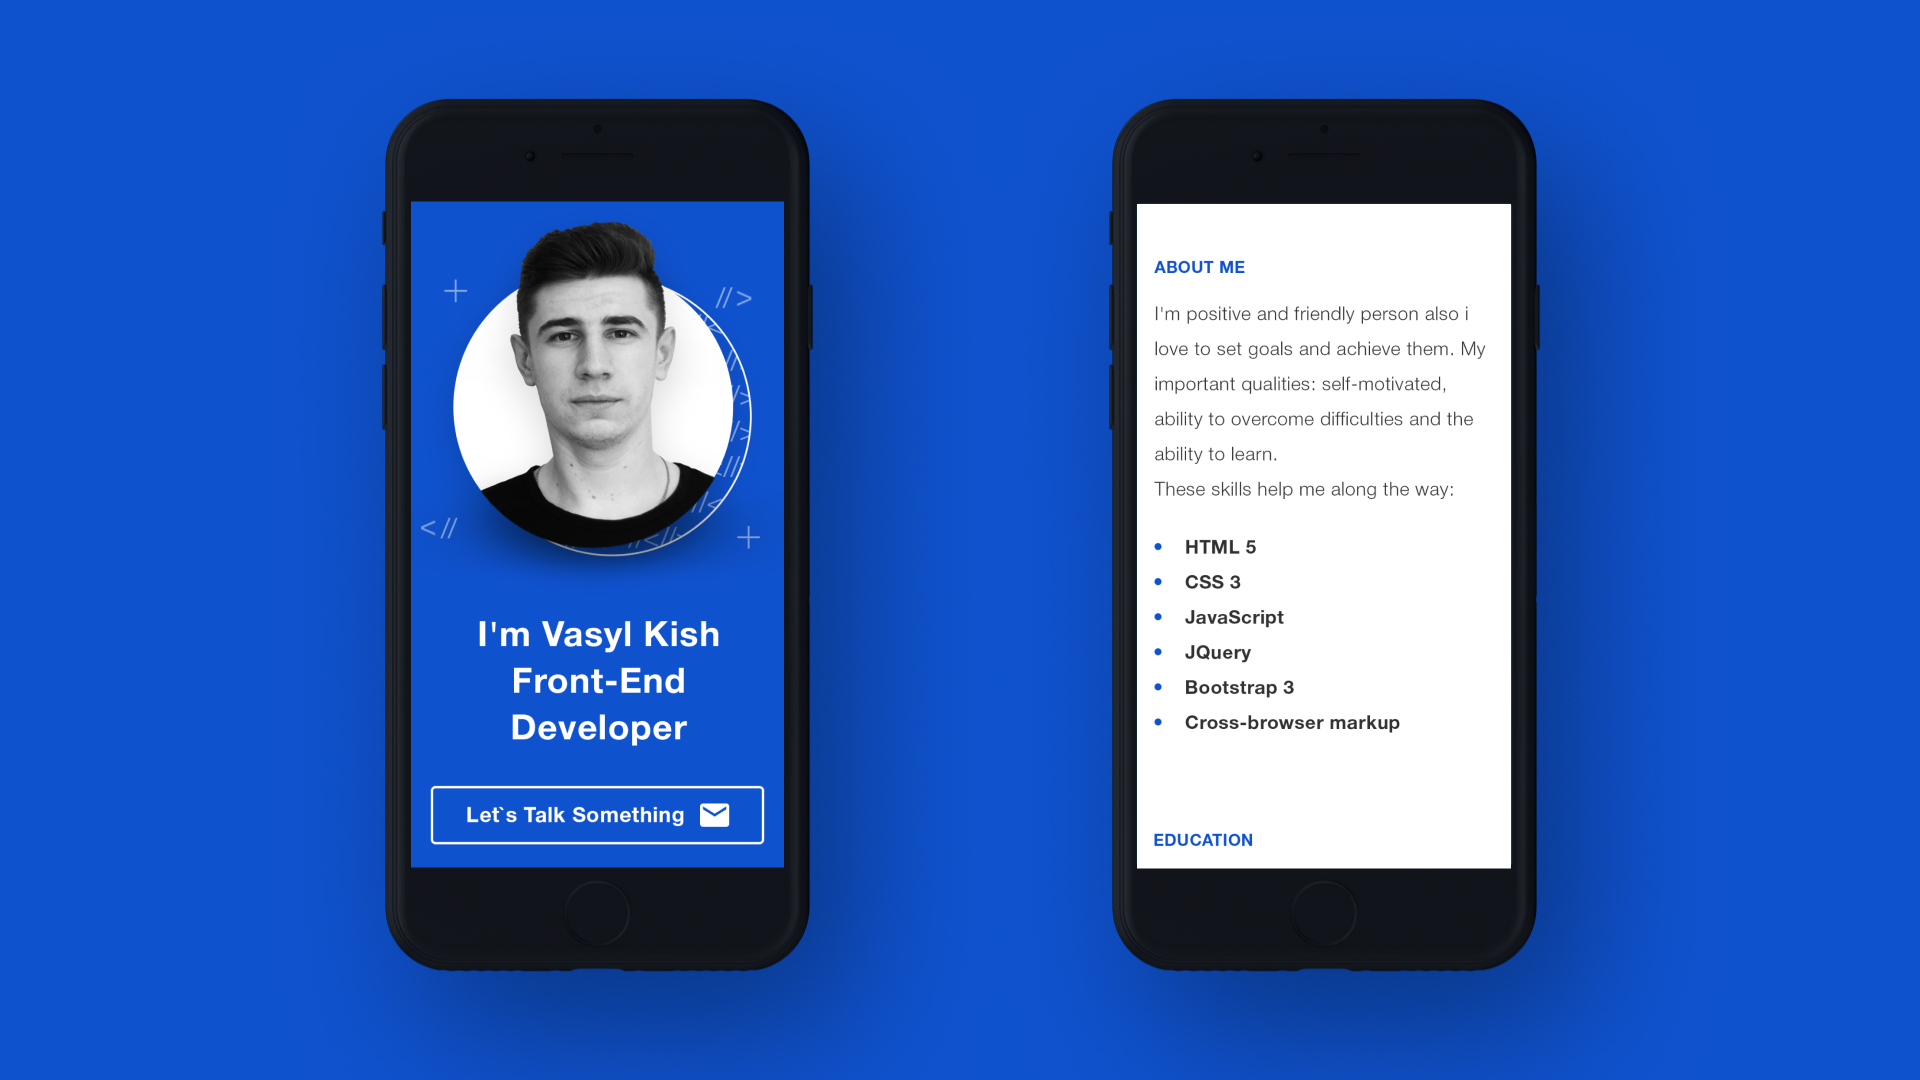 //>
<//
I'm Vasyl Kish
Front-End
Developer
Let`s Talk Something
ABOUT ME
I'm positive and friendly person also i
love to set goals and achieve them. My
important qualities: self-motivated,
ability to overcome difficulties and the
ability to learn.
These skills help me along the way:
• HTML 5
• CSS 3
• JavaScript
• JQuery
• Bootstrap 3
• Cross-browser markup
EDUCATION